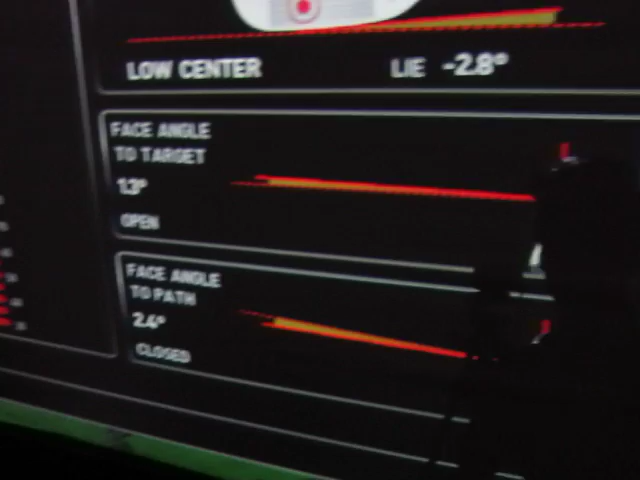 LOW CENTER
LIE -2.8°
FACE ANGLE
TO TARGET
1.3°
OPEN
FACE ANGLE
TO PATH
2.4°
CLOSED